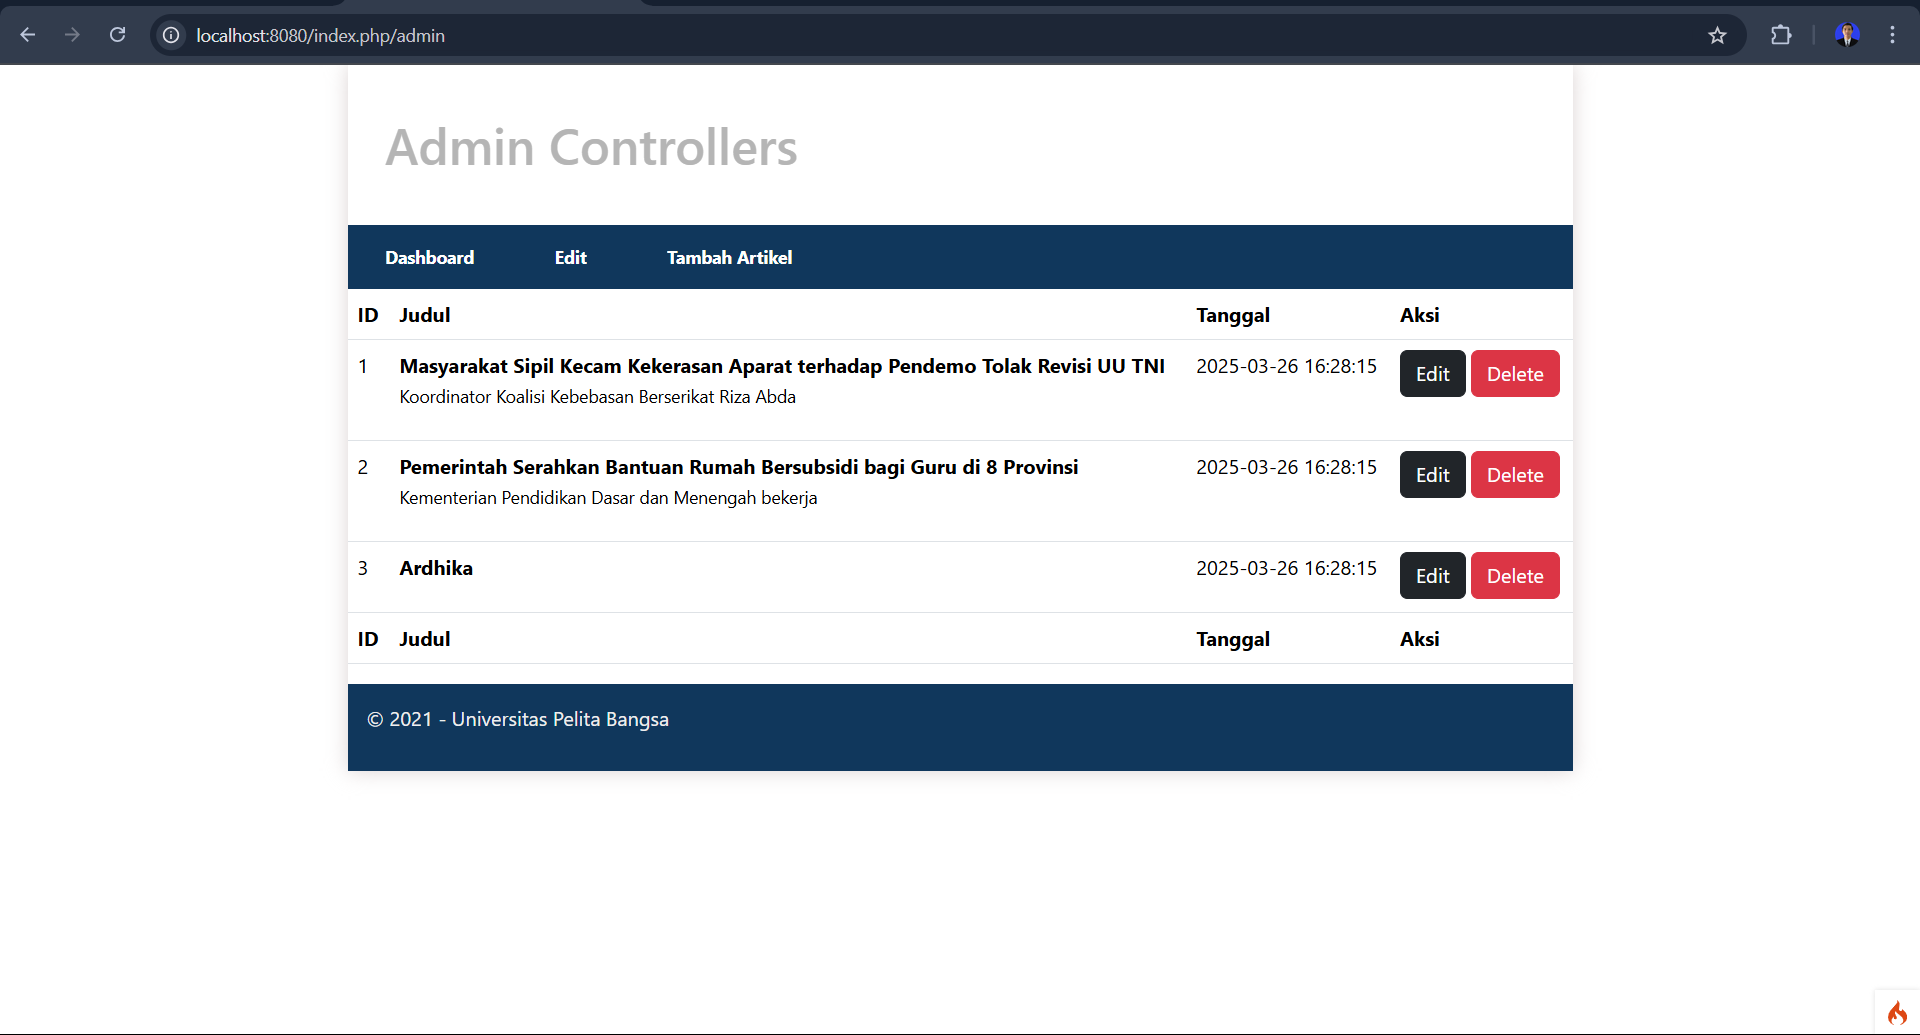 localhost:8080/index.php/admin
Admin Controllers
Dashboard Edit Tambah Artikel
ID Judul Tanggal Aksi
1 Masyarakat Sipil Kecam Kekerasan Aparat terhadap Pendemo Tolak Revisi UU TNI 2025-03-26 16:28:15 Edit Delete
Koordinator Koalisi Kebebasan Berserikat Riza Abda
2 Pemerintah Serahkan Bantuan Rumah Bersubsidi bagi Guru di 8 Provinsi 2025-03-26 16:28:15 Edit Delete
Kementerian Pendidikan Dasar dan Menengah bekerja
3 Ardhika 2025-03-26 16:28:15 Edit Delete
ID Judul Tanggal Aksi
© 2021 - Universitas Pelita Bangsa